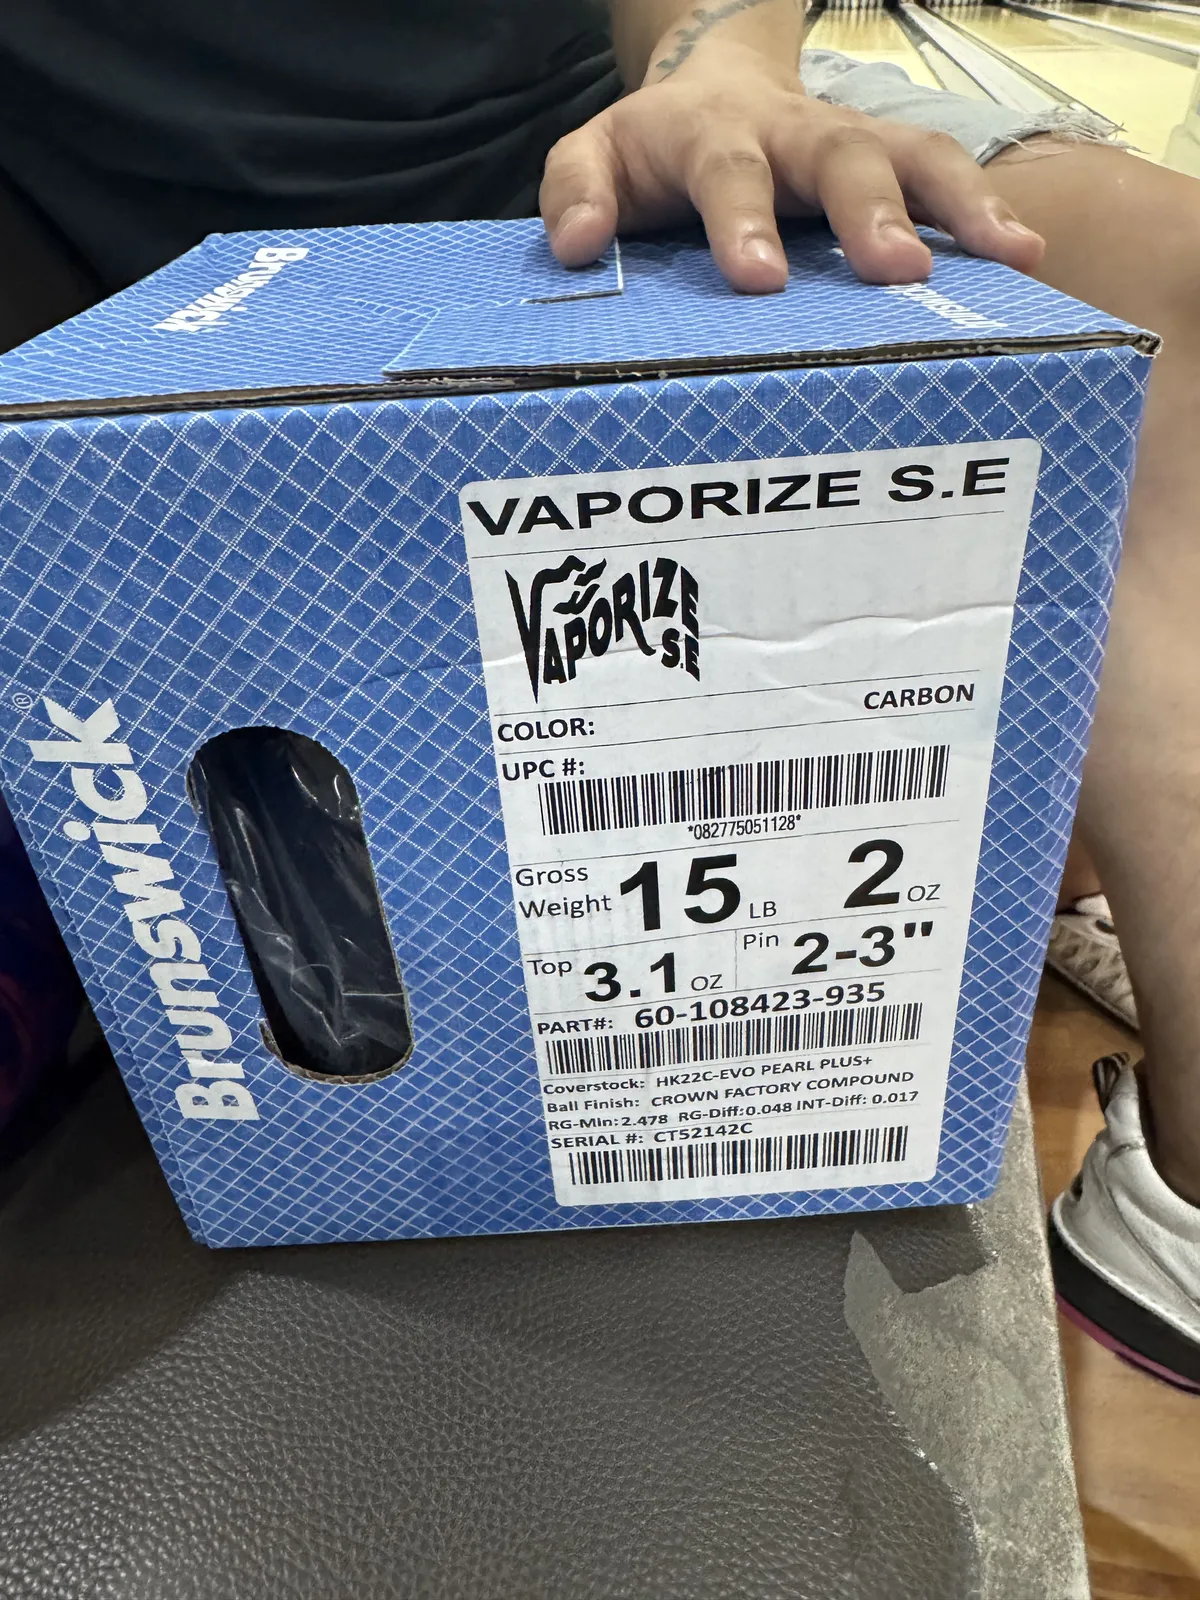 Brunswick
Brunswick
Brunswick®
VAPORIZE S.E
VAPORIZE
S.E
CARBON
COLOR:
UPC #:
*082775051128*
Gross
Weight 15 LB 2 OZ
Top 3.1 OZ Pin 2-3"
PART#: 60-108423-935
Coverstock: HK22C-EVO PEARL PLUS+
Ball Finish: CROWN FACTORY COMPOUND
RG-Min: 2.478 RG-Diff:0.048 INT-Diff: 0.017
SERIAL #: CT52142C